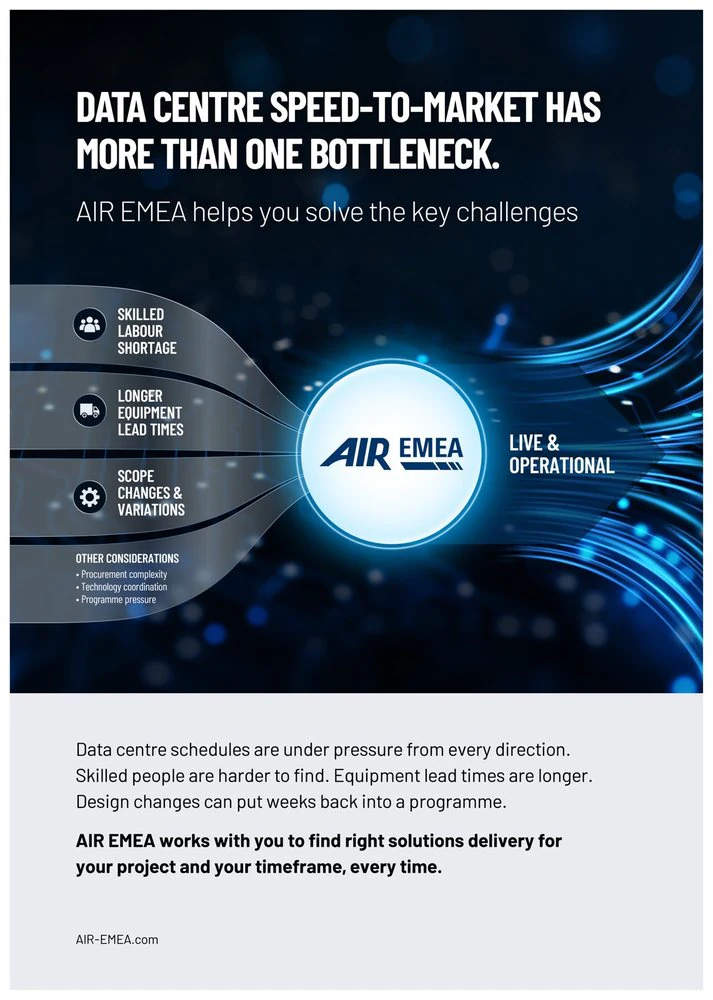 DATA CENTRE SPEED-TO-MARKET HAS
MORE THAN ONE BOTTLENECK.
AIR EMEA helps you solve the key challenges
SKILLED
LABOUR
SHORTAGE
LONGER
EQUIPMENT
LEAD TIMES
SCOPE
CHANGES &
VARIATIONS
OTHER CONSIDERATIONS
• Procurement complexity
• Technology coordination
• Programme pressure
AIR EMEA
LIVE &
OPERATIONAL
Data centre schedules are under pressure from every direction.
Skilled people are harder to find. Equipment lead times are longer.
Design changes can put weeks back into a programme.
AIR EMEA works with you to find right solutions delivery for
your project and your timeframe, every time.
AIR-EMEA.com